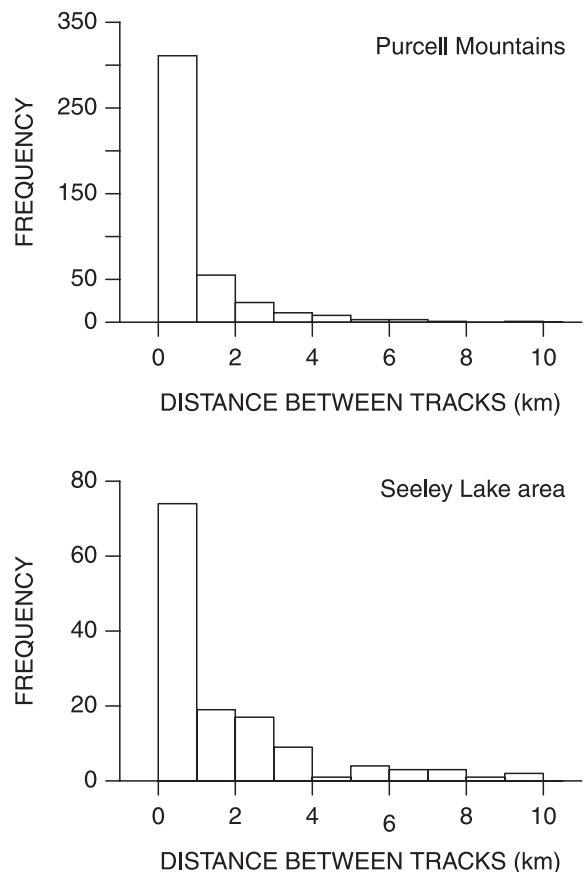 Purcell Mountains
FREQUENCY
350
250
150
50
0
0 2 4 6 8 10
DISTANCE BETWEEN TRACKS (km)
Seeley Lake area
FREQUENCY
80
60
40
20
0
0 2 4 6 8 10
DISTANCE BETWEEN TRACKS (km)